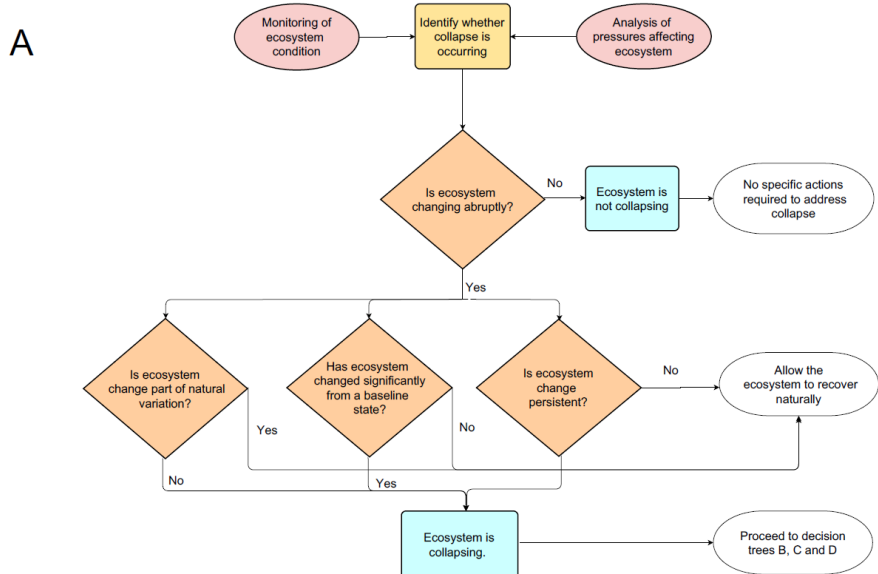 A
Monitoring of
ecosystem
condition
Identify whether
collapse is
occurring
Analysis of
pressures affecting
ecosystem
Is ecosystem
changing abruptly?
No
Ecosystem is
not collapsing
No specific actions
required to address
collapse
Yes
Is ecosystem
change part of natural
variation?
Has ecosystem
changed significantly
from a baseline
state?
Is ecosystem
change
persistent?
No
Allow the
ecosystem to recover
naturally
Yes
No
No
Yes
Ecosystem is
collapsing.
Proceed to decision
trees B, C and D